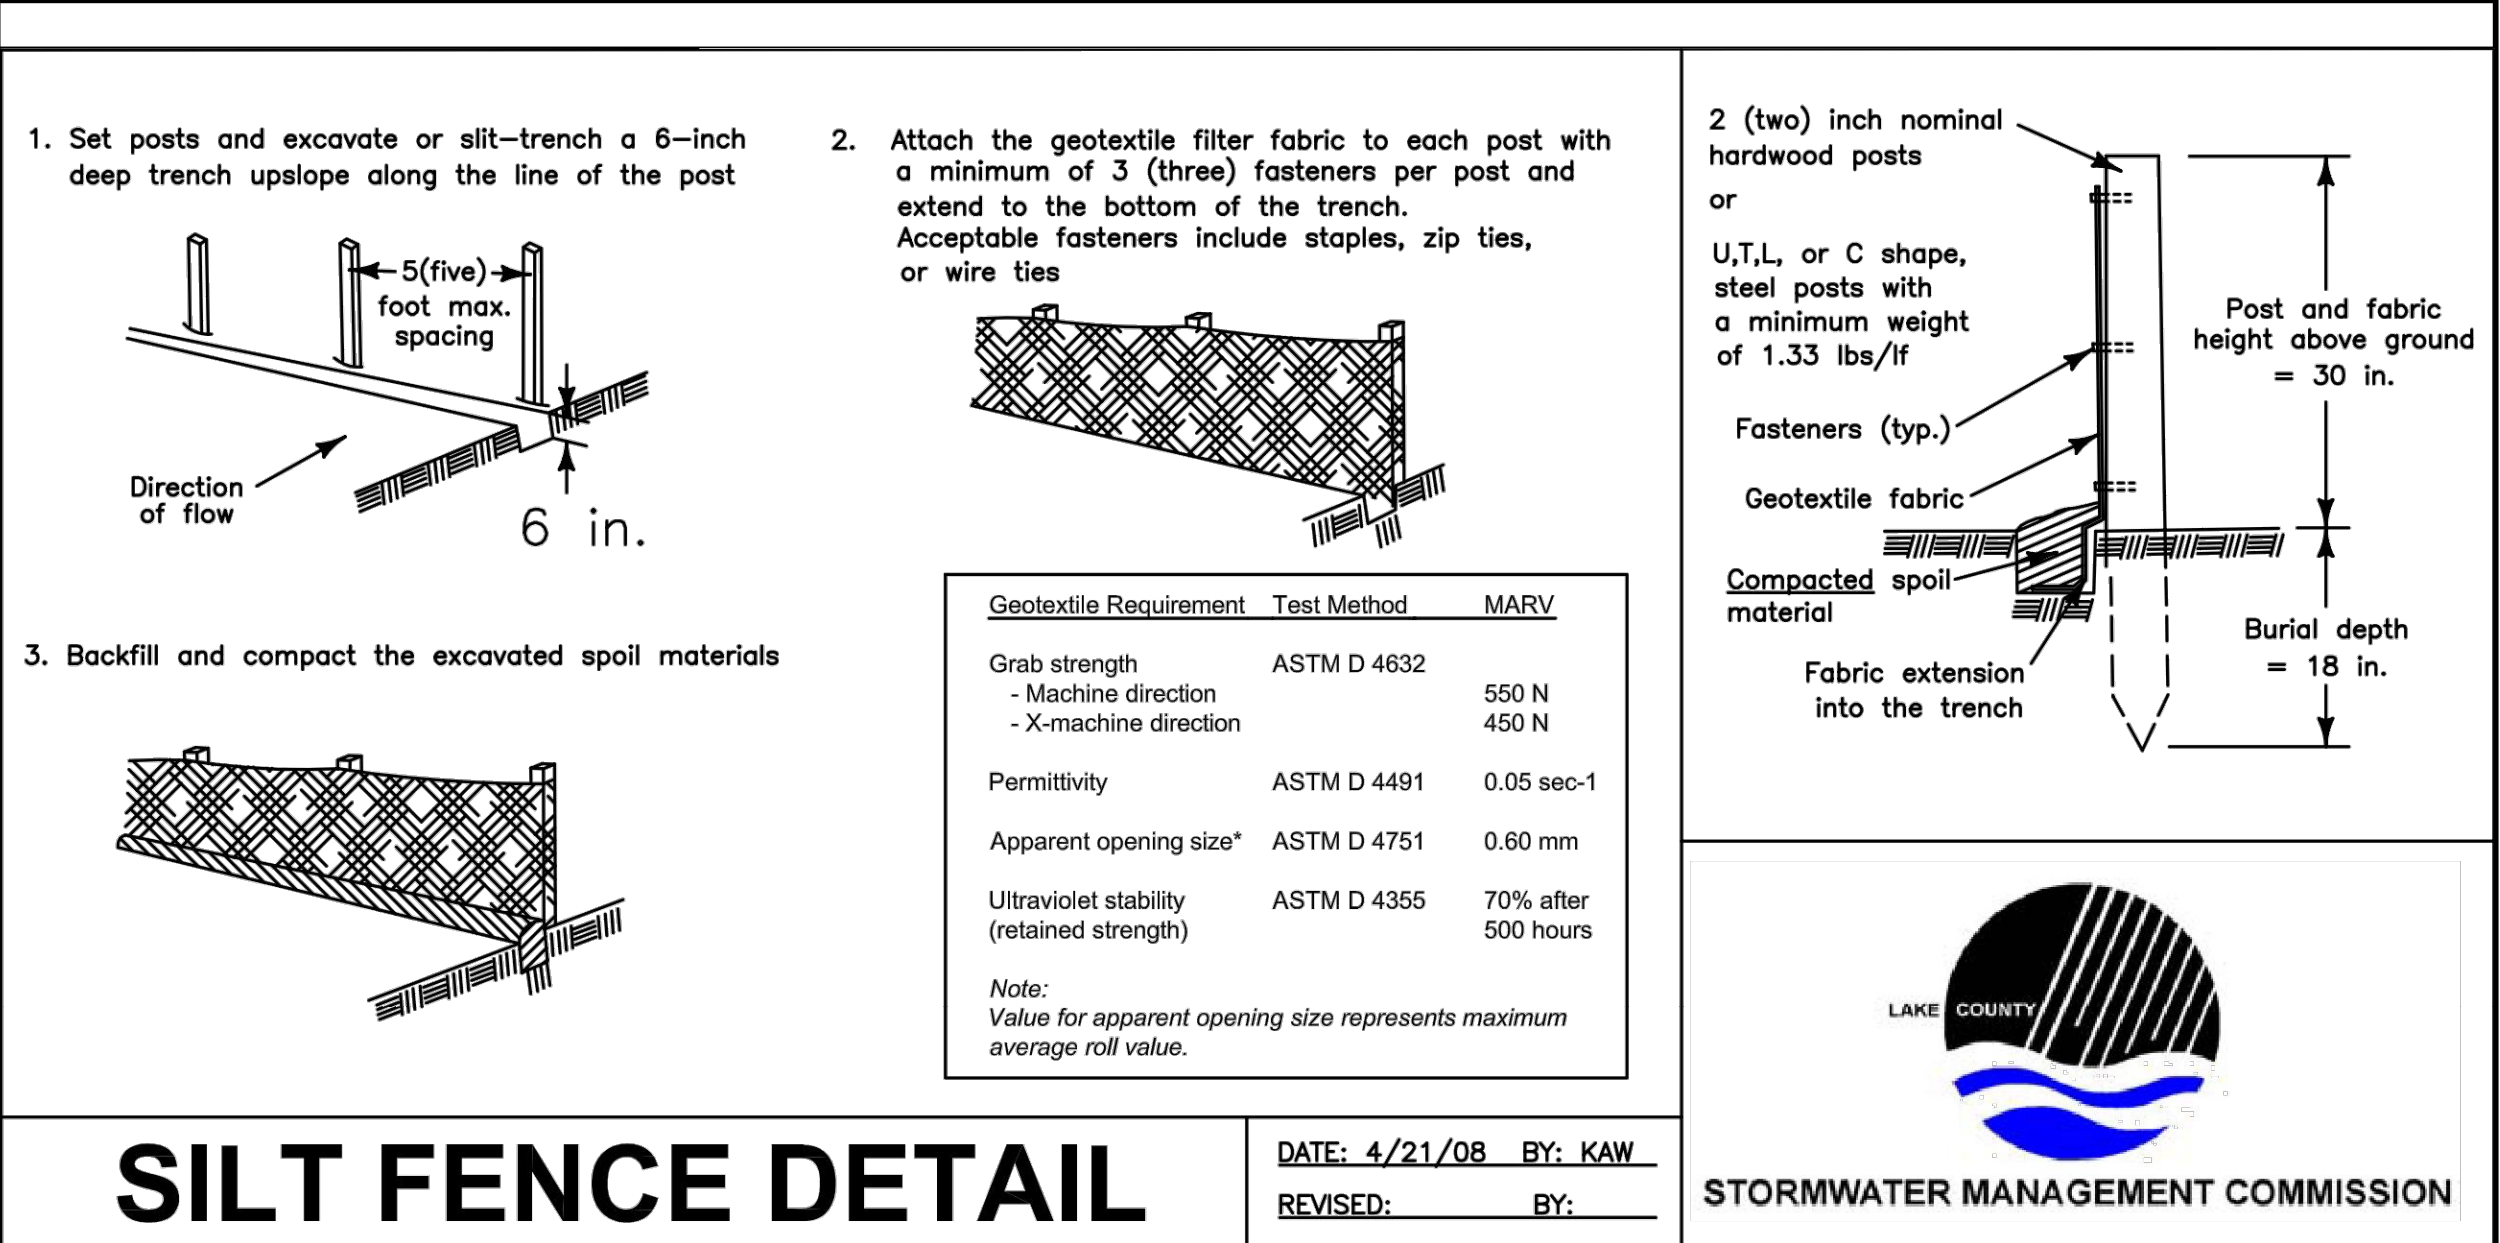 1. Set posts and excavate or slit-trench a 6-inch
deep trench upslope along the line of the post
5(five)
foot max.
spacing
Direction
of flow
6 in.
2. Attach the geotextile filter fabric to each post with
a minimum of 3 (three) fasteners per post and
extend to the bottom of the trench.
Acceptable fasteners include staples, zip ties,
or wire ties
3. Backfill and compact the excavated spoil materials
Geotextile Requirement Test Method MARV
Grab strength ASTM D 4632
- Machine direction 550 N
- X-machine direction 450 N
Permittivity ASTM D 4491 0.05 sec-1
Apparent opening size* ASTM D 4751 0.60 mm
Ultraviolet stability ASTM D 4355 70% after
(retained strength) 500 hours
Note:
Value for apparent opening size represents maximum
average roll value.
2 (two) inch nominal
hardwood posts
or
U,T,L, or C shape,
steel posts with
a minimum weight
of 1.33 lbs/lf
Fasteners (typ.)
Geotextile fabric
Compacted spoil
material
Fabric extension
into the trench
Post and fabric
height above ground
= 30 in.
Burial depth
= 18 in.
SILT FENCE DETAIL
DATE: 4/21/08 BY: KAW
REVISED: BY:
LAKE COUNTY
STORMWATER MANAGEMENT COMMISSION